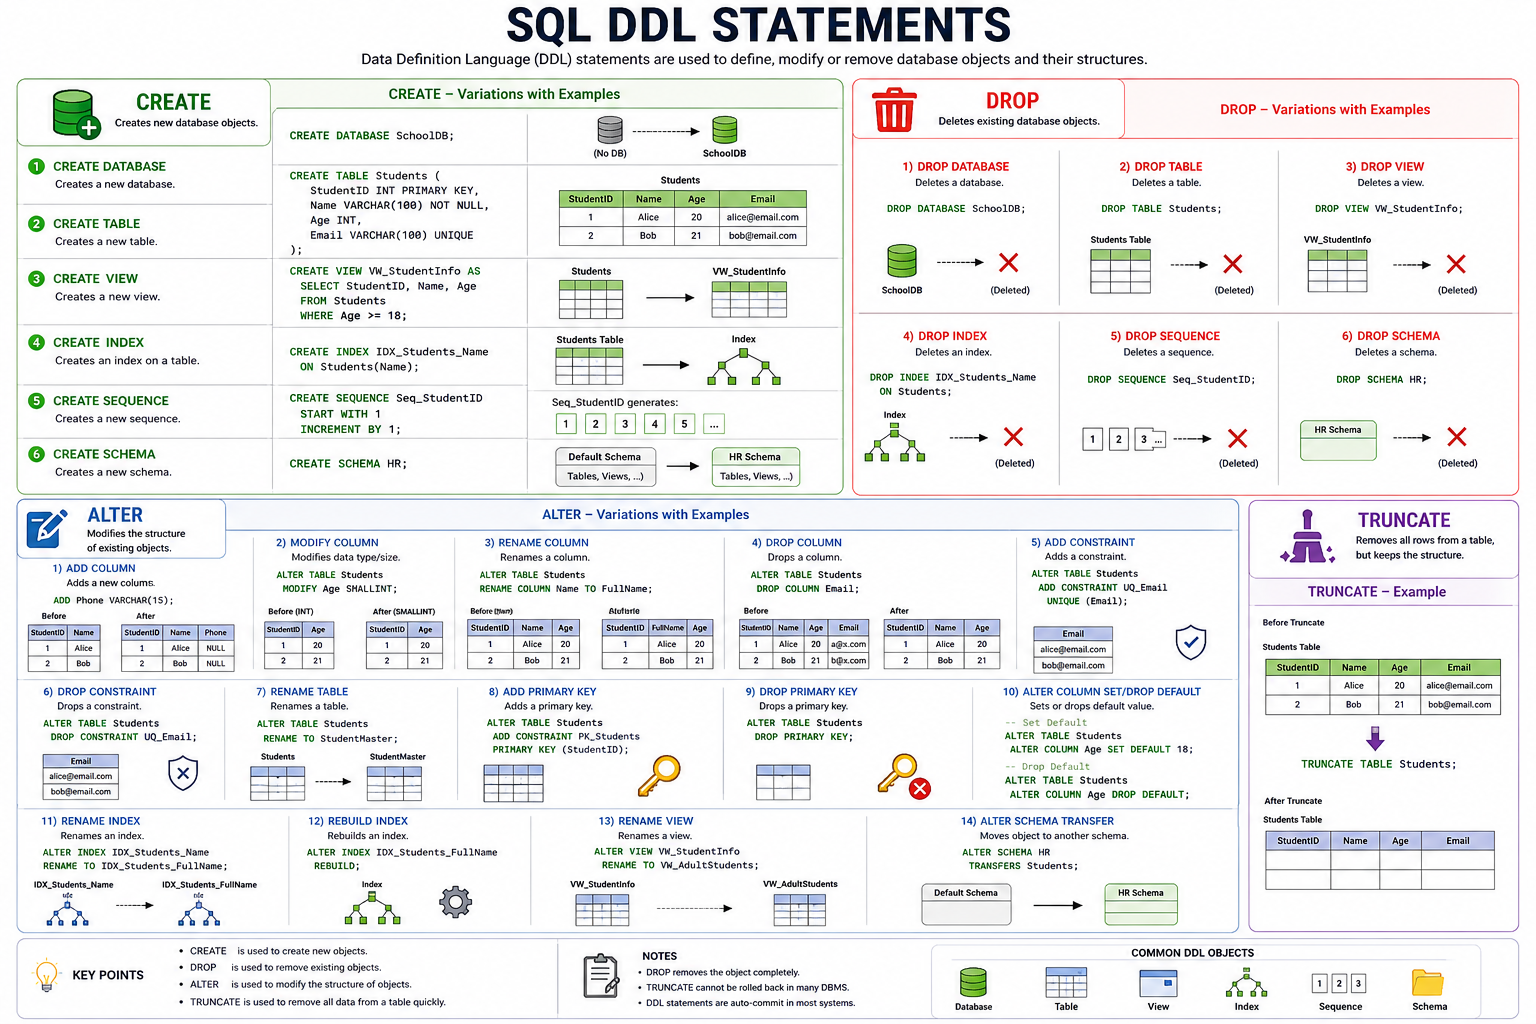 SQL DDL STATEMENTS
Data Definition Language (DDL) statements are used to define, modify or remove database objects and their structures.
CREATE
Creates new database objects.
CREATE – Variations with Examples
1 CREATE DATABASE
Creates a new database.
CREATE DATABASE SchoolDB;
(No DB)
SchoolDB
2 CREATE TABLE
Creates a new table.
CREATE TABLE Students (
StudentID INT PRIMARY KEY,
Name VARCHAR(100) NOT NULL,
Age INT,
Email VARCHAR(100) UNIQUE
);
Students
StudentID Name Age Email
1 Alice 20 alice@email.com
2 Bob 21 bob@email.com
3 CREATE VIEW
Creates a new view.
CREATE VIEW VW_StudentInfo AS
SELECT StudentID, Name, Age
FROM Students
WHERE Age >= 18;
Students
VW_StudentInfo
4 CREATE INDEX
Creates an index on a table.
CREATE INDEX IDX_Students_Name
ON Students(Name);
Students Table
Index
5 CREATE SEQUENCE
Creates a new sequence.
CREATE SEQUENCE Seq_StudentID
START WITH 1
INCREMENT BY 1;
Seq_StudentID generates:
1 2 3 4 5 ...
6 CREATE SCHEMA
Creates a new schema.
CREATE SCHEMA HR;
Default Schema
Tables, Views, ...)
HR Schema
Tables, Views, ...)
DROP
Deletes existing database objects.
DROP – Variations with Examples
1) DROP DATABASE
Deletes a database.
DROP DATABASE SchoolDB;
SchoolDB
(Deleted)
2) DROP TABLE
Deletes a table.
DROP TABLE Students;
Students Table
(Deleted)
3) DROP VIEW
Deletes a view.
DROP VIEW VW_StudentInfo;
VW_StudentInfo
(Deleted)
4) DROP INDEX
Deletes an index.
DROP INDEE IDX_Students_Name
ON Students;
Index
(Deleted)
5) DROP SEQUENCE
Deletes a sequence.
DROP SEQUENCE Seq_StudentID;
1 2 3 ...
(Deleted)
6) DROP SCHEMA
Deletes a schema.
DROP SCHEMA HR;
HR Schema
(Deleted)
ALTER
Modifies the structure
of existing objects.
ALTER – Variations with Examples
1) ADD COLUMN
Adds a new column.
ADD Phone VARCHAR(15);
Before
StudentID Name
1 Alice
2 Bob
After
StudentID Name Phone
1 Alice NULL
2 Bob NULL
2) MODIFY COLUMN
Modifies data type/size.
ALTER TABLE Students
MODIFY Age SMALLINT;
Before (INT)
StudentID Age
1 20
2 21
After (SMALLINT)
StudentID Age
1 20
2 21
3) RENAME COLUMN
Renames a column.
ALTER TABLE Students
RENAME COLUMN Name TO FullName;
Before
StudentID Name Age
1 Alice 20
2 Bob 21
StudentID FullName Age
1 Alice 20
2 Bob 21
4) DROP COLUMN
Drops a column.
ALTER TABLE Students
DROP COLUMN Email;
Before
StudentID Name Age Email
1 Alice 20 a@x.com
2 Bob 21 b@x.com
After
StudentID Name Age
1 Alice 20
2 Bob 21
5) ADD CONSTRAINT
Adds a constraint.
ALTER TABLE Students
ADD CONSTRAINT UQ_Email
UNIQUE (Email);
Email
alice@email.com
bob@email.com
6) DROP CONSTRAINT
Drops a constraint.
ALTER TABLE Students
DROP CONSTRAINT UQ_Email;
Email
alice@email.com
bob@email.com
7) RENAME TABLE
Renames a table.
ALTER TABLE Students
RENAME TO StudentMaster;
Students
StudentMaster
8) ADD PRIMARY KEY
Adds a primary key.
ALTER TABLE Students
ADD CONSTRAINT PK_Students
PRIMARY KEY (StudentID);
9) DROP PRIMARY KEY
Drops a primary key.
ALTER TABLE Students
DROP PRIMARY KEY;
10) ALTER COLUMN SET/DROP DEFAULT
Sets or drops default value.
-- Set Default
ALTER TABLE Students
ALTER COLUMN Age SET DEFAULT 18;
-- Drop Default
ALTER TABLE Students
ALTER COLUMN Age DROP DEFAULT;
11) RENAME INDEX
Renames an index.
ALTER INDEX IDX_Students_Name
RENAME TO IDX_Students_FullName;
IDX_Students_Name
IDX_Students_FullName
12) REBUILD INDEX
Rebuilds an index.
ALTER INDEX IDX_Students_FullName
REBUILD;
Index
13) RENAME VIEW
Renames a view.
ALTER VIEW VW_StudentInfo
RENAME TO VW_AdultStudents;
VW_StudentInfo
VW_AdultStudents
14) ALTER SCHEMA TRANSFER
Moves object to another schema.
ALTER SCHEMA HR
TRANSFERS Students;
Default Schema
HR Schema
TRUNCATE
Removes all rows from a table,
but keeps the structure.
TRUNCATE – Example
Before Truncate
Students Table
StudentID Name Age Email
1 Alice 20 alice@email.com
2 Bob 21 bob@email.com
TRUNCATE TABLE Students;
After Truncate
Students Table
StudentID Name Age Email
KEY POINTS
• CREATE is used to create new objects.
• DROP is used to remove existing objects.
• ALTER is used to modify the structure of objects.
• TRUNCATE is used to remove all data from a table quickly.
NOTES
• DROP removes the object completely.
• TRUNCATE cannot be rolled back in many DBMS.
• DDL statements are auto-commit in most systems.
COMMON DDL OBJECTS
Database
Table
View
Index
1 2 3
Sequence
Schema